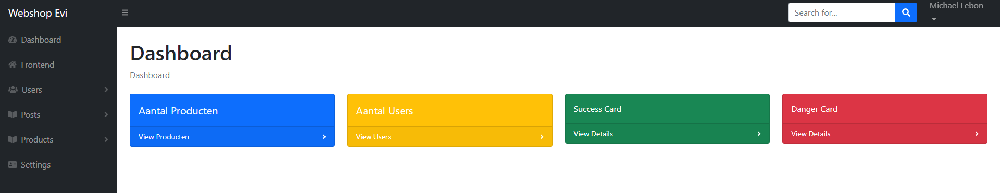 Webshop Evi
Search for...
Michael Lebon
Dashboard
Frontend
Users
Posts
Products
Settings
Dashboard
Dashboard
Aantal Producten
View Producten
Aantal Users
View Users
Success Card
View Details
Danger Card
View Details